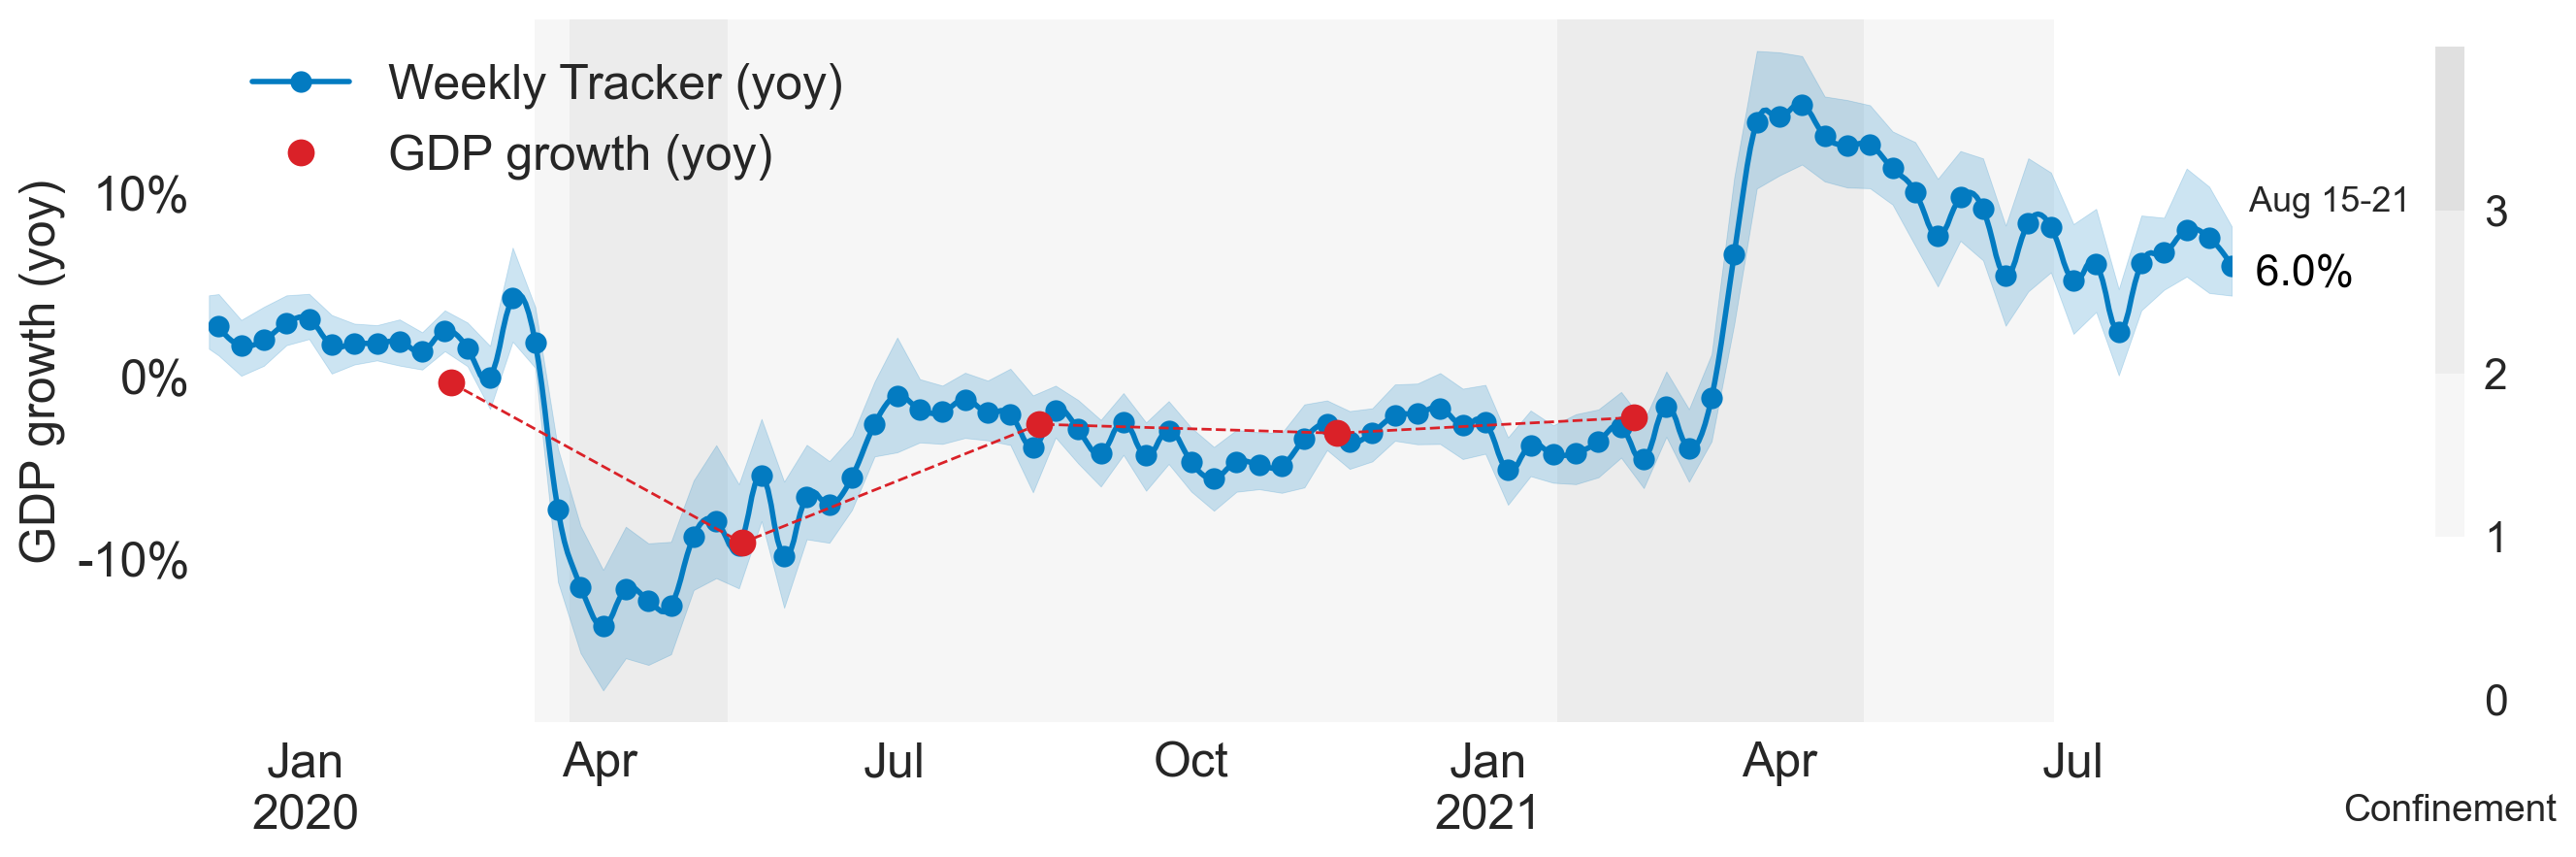 Weekly Tracker (yoy)
GDP growth (yoy)
GDP growth (yoy)
10%
0%
-10%
Aug 15-21
6.0%
3
2
1
0
Jan Apr Jul Oct Jan Apr Jul
2020 2021
Confinement